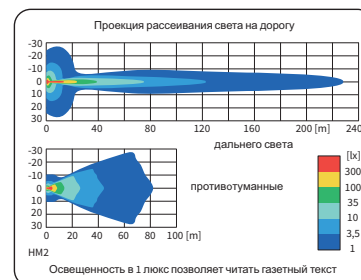 Проекция рассеивания света на дорогу
-30
-20
-10
0
10
20
30
0 40 80 120 160 200 [m] 240
дальнего света
-30
-20
-10
0
10
20
30
0 20 40 60 80 100 [m]
противотуманные
[lx]
300
100
35
10
3,5
1
HM2
Освещенность в 1 люкс позволяет читать газетный текст